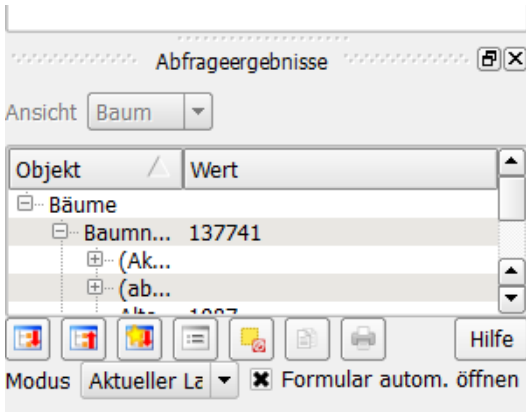 Abfrageergebnisse
Ansicht Baum
Objekt Wert
Bäume
Baumn... 137741
(Ak...
(ab...
Hilfe
Modus Aktueller La Formular autom. öffnen